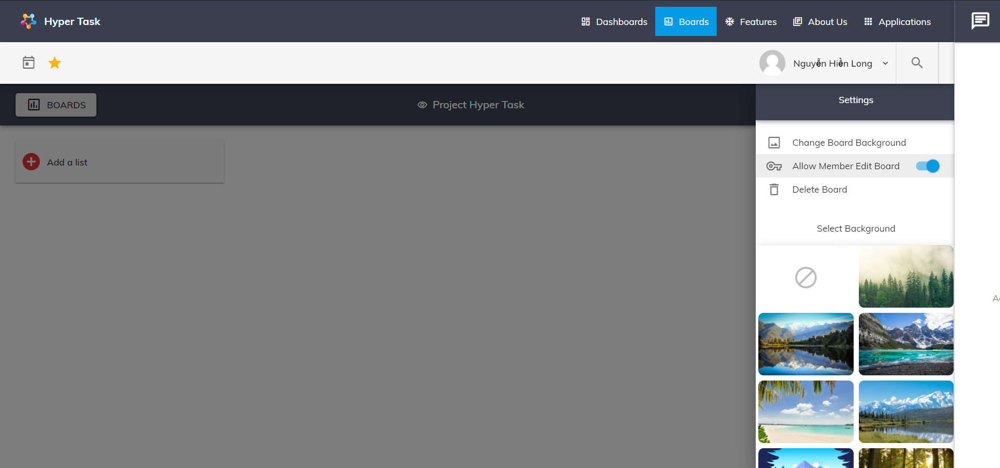 Hyper Task
Dashboards
Boards
Features
About Us
Applications
Nguyễn Hiền Long
BOARDS
Project Hyper Task
Settings
Add a list
Change Board Background
Allow Member Edit Board
Delete Board
Select Background